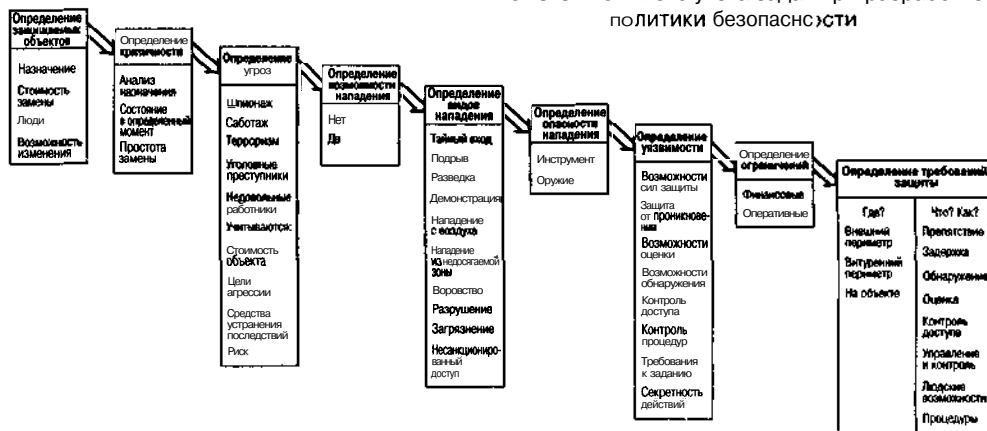 политики безопасности
Определение
защищаемых
объектов
Назначение
Стоимость
замены
Люди
Возможность
изменения
Определение
критичности
Анализ
назначения
Состояние
в определенный
момент
Простота
замены
Определение
угроз
Шпионаж
Саботаж
Терроризм
Уголовные
преступники
Недовольные
работники
Учитываются:
Стоимость
объекта
Цели
агрессии
Средства
устранения
последствий
Риск
Определение
возможности
нападения
Нет
Да
Определение
видов
нападения
Тайный вход
Подрыв
Разведка
Демонстрация
Нападение
с воздуха
Нападение
из недосягаемой
зоны
Воровство
Разрушение
Загрязнение
Несанкциониро-
ванный
доступ
Определение
опасности
нападения
Инструмент
Оружие
Определение
уязвимости
Возможности
сил защиты
Защита
от проникнове-
ния
Возможности
оценки
Возможности
обнаружения
Контроль
доступа
Контроль
процедур
Требования
к заданию
Секретность
действий
Определение
ограничений
Финансовые
Оперативные
Определение требований
защиты
Где?
Внешний
периметр
Витуренний
периметр
На объекте
Что? Как?
Препятствие
Задержка
Обнаружение
Оценка
Контроль
доступа
Управление
и контроль
Людские
возможности
Процедуры